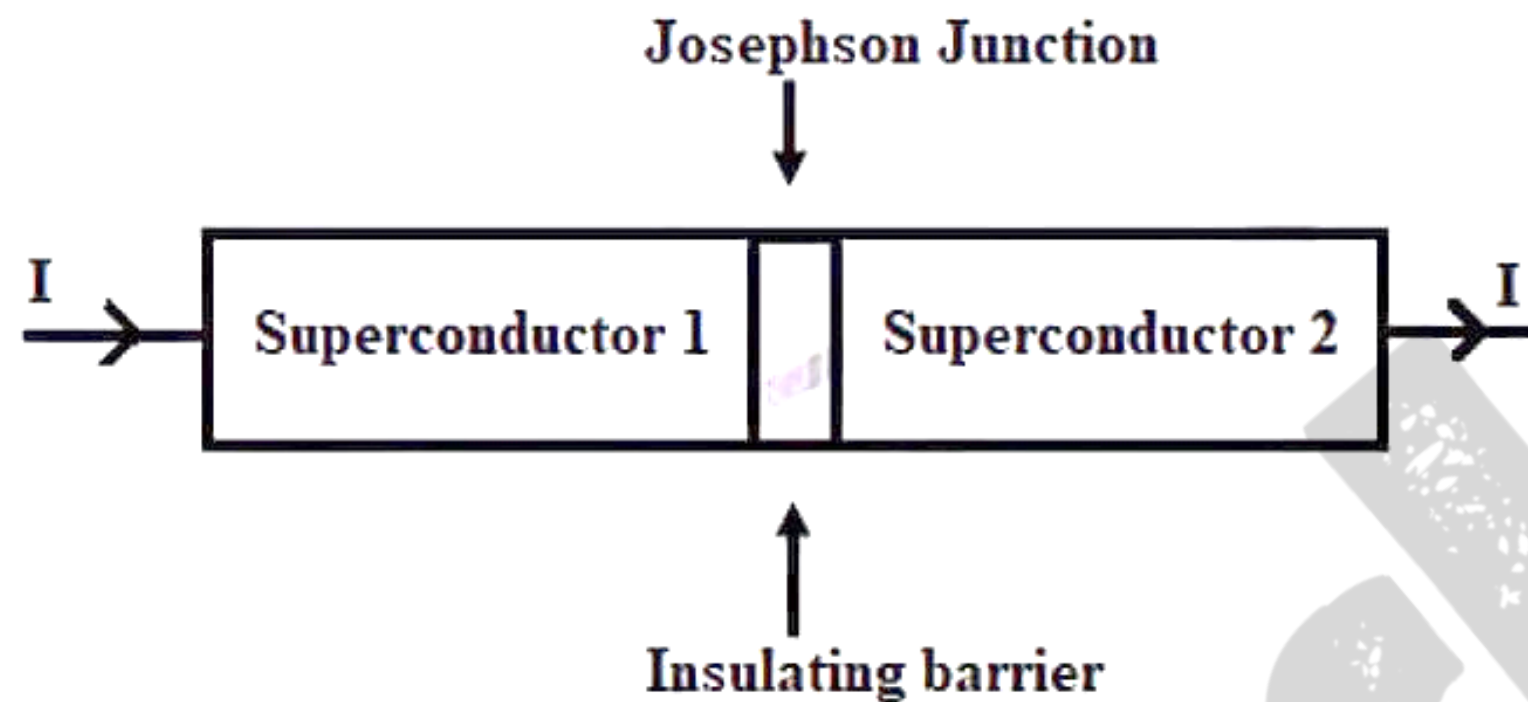 Josephson Junction
I
I
Superconductor 1
Superconductor 2
Insulating barrier